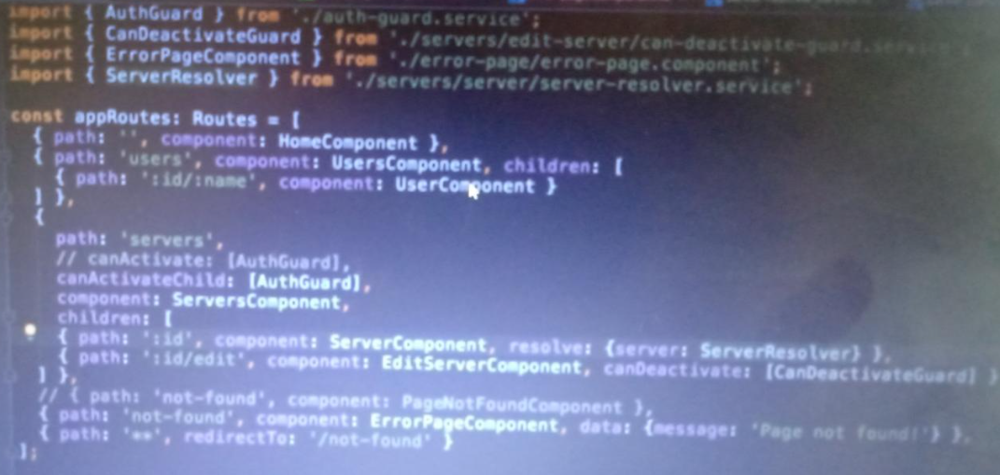 import { AuthGuard } from './auth-guard.service';
import { CanDeactivateGuard } from './servers/edit-server/can-deactivate-guard.service';
import { ErrorPageComponent } from './error-page/error-page.component';
import { ServerResolver } from './servers/server/server-resolver.service';
const appRoutes: Routes = [
{ path: '', component: HomeComponent },
{ path: 'users', component: UsersComponent, children: [
{ path: ':id/:name', component: UserComponent }
] },
{
path: 'servers',
// canActivate: [AuthGuard],
canActivateChild: [AuthGuard],
component: ServersComponent,
children: [
{ path: ':id', component: ServerComponent, resolve: {server: ServerResolver} },
{ path: ':id/edit', component: EditServerComponent, canDeactivate: [CanDeactivateGuard] }
] },
// { path: 'not-found', component: PageNotFoundComponent },
{ path: 'not-found', component: ErrorPageComponent, data: {message: 'Page not found!'} },
{ path: '**', redirectTo: '/not-found' }
];